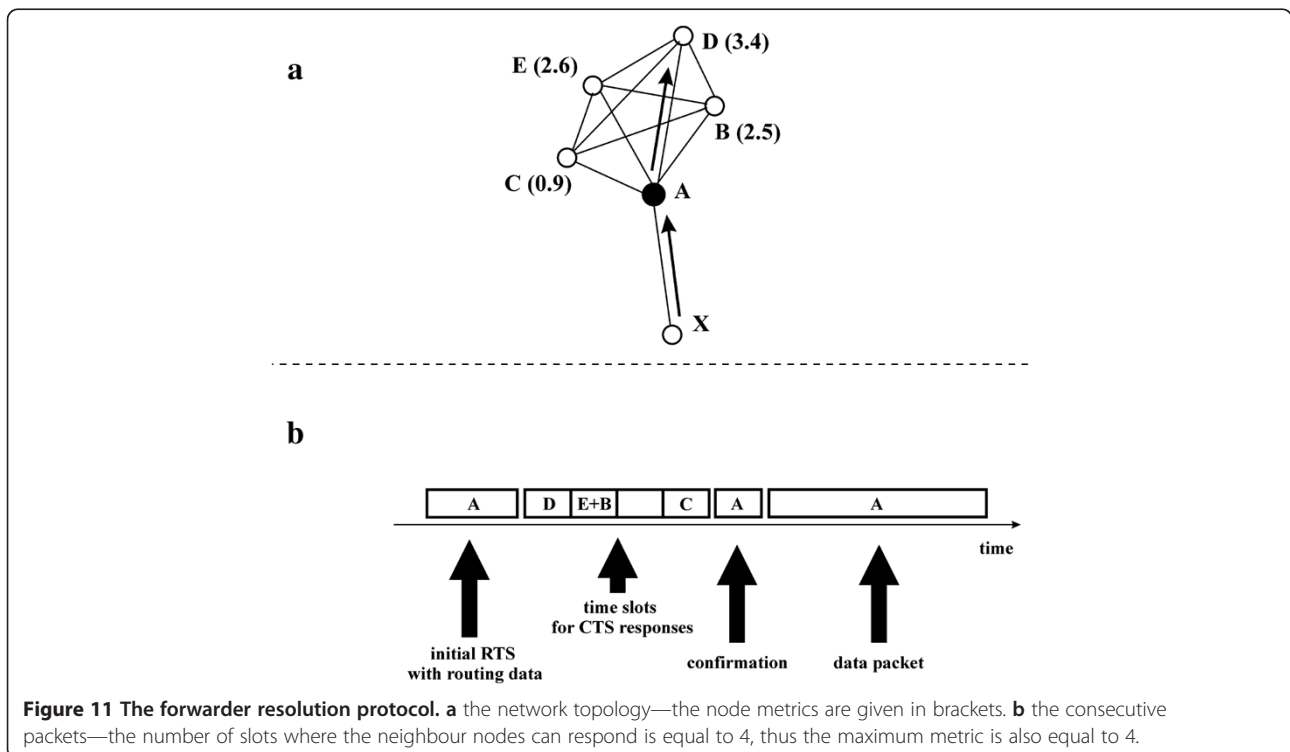 a
D (3.4)
E (2.6)
B (2.5)
C (0.9)
A
X
b
A
D
E+B
C
A
A
time
time slots
for CTS responses
initial RTS
with routing data
confirmation
data packet
Figure 11 The forwarder resolution protocol. a the network topology—the node metrics are given in brackets. b the consecutive
packets—the number of slots where the neighbour nodes can respond is equal to 4, thus the maximum metric is also equal to 4.